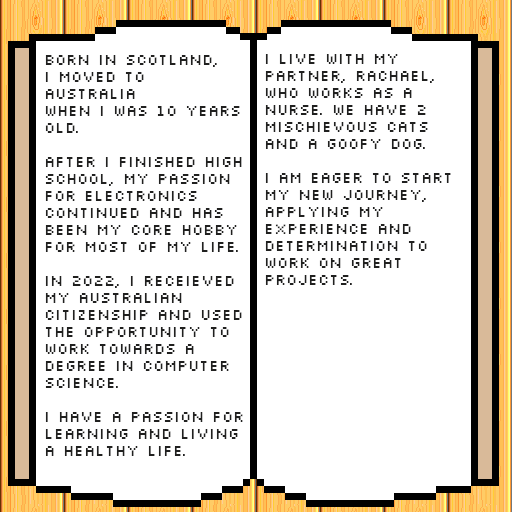 BORN IN SCOTLAND,
I MOVED TO
AUSTRALIA
WHEN I WAS 10 YEARS
OLD.
AFTER I FINISHED HIGH
SCHOOL, MY PASSION
FOR ELECTRONICS
CONTINUED AND HAS
BEEN MY CORE HOBBY
FOR MOST OF MY LIFE.
IN 2022, I RECEIEVED
MY AUSTRALIAN
CITIZENSHIP AND USED
THE OPPORTUNITY TO
WORK TOWARDS A
DEGREE IN COMPUTER
SCIENCE.
I HAVE A PASSION FOR
LEARNING AND LIVING
A HEALTHY LIFE.
I LIVE WITH MY
PARTNER, RACHAEL,
WHO WORKS AS A
NURSE. WE HAVE 2
MISCHIEVOUS CATS
AND A GOOFY DOG.
I AM EAGER TO START
MY NEW JOURNEY,
APPLYING MY
EXPERIENCE AND
DETERMINATION TO
WORK ON GREAT
PROJECTS.